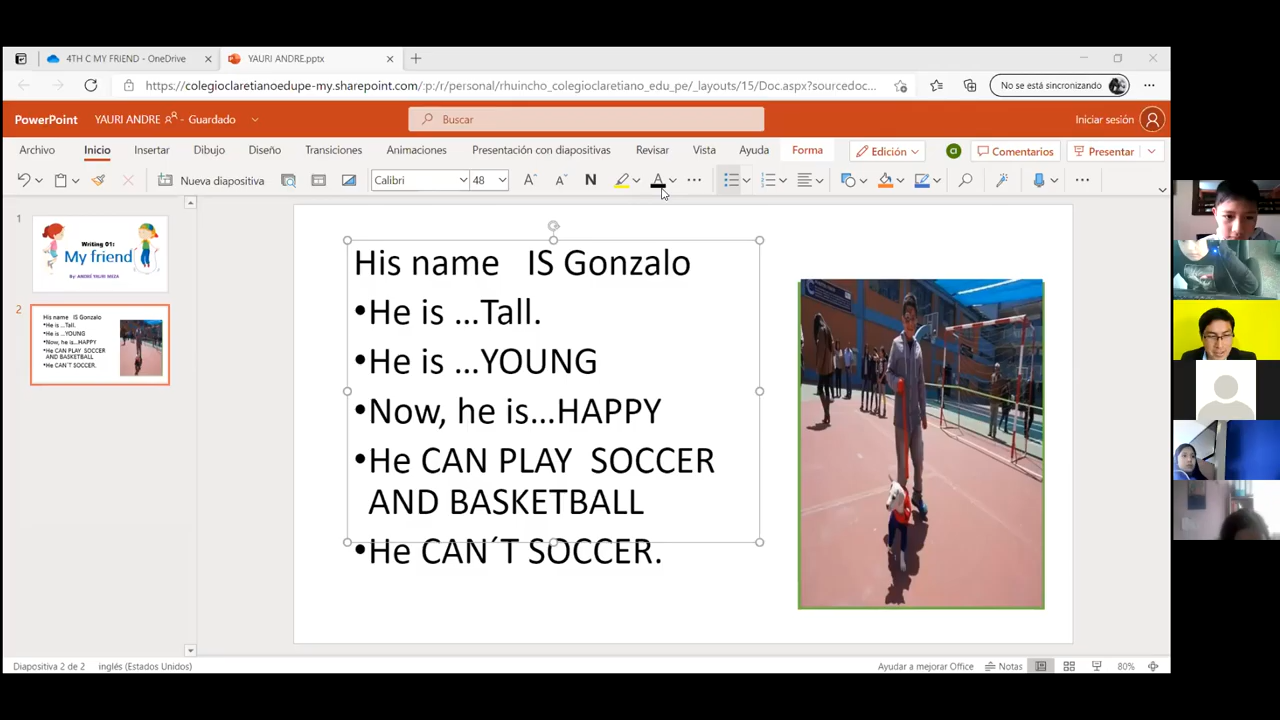 4TH C MY FRIEND - OneDrive
YAURI ANDRE.pptx
https://colegioclaretianoedupe-my.sharepoint.com/:p:/r/personal/rhuincho_colegioclaretiano_edu_pe/_layouts/15/Doc.aspx?sourcedoc...
No se está sincronizando
PowerPoint
YAURI ANDRE
- Guardado
Buscar
Iniciar sesión
Archivo
Inicio
Insertar
Dibujo
Diseño
Transiciones
Animaciones
Presentación con diapositivas
Revisar
Vista
Ayuda
Forma
Edición
CI
Comentarios
Presentar
Nueva diapositiva
Calibri
48
N
1
Writing 01:
My friend
By: ANDRÉ YAURI MEZA
2
His name IS Gonzalo
•He is ...Tall.
•He is ...YOUNG
•Now, he is...HAPPY
•He CAN PLAY SOCCER
AND BASKETBALL
•He CAN´T SOCCER.
His name IS Gonzalo
•He is ...Tall.
•He is ...YOUNG
•Now, he is...HAPPY
•He CAN PLAY SOCCER
AND BASKETBALL
•He CAN´T SOCCER.
Diapositiva 2 de 2
inglés (Estados Unidos)
Ayudar a mejorar Office
Notas
80%